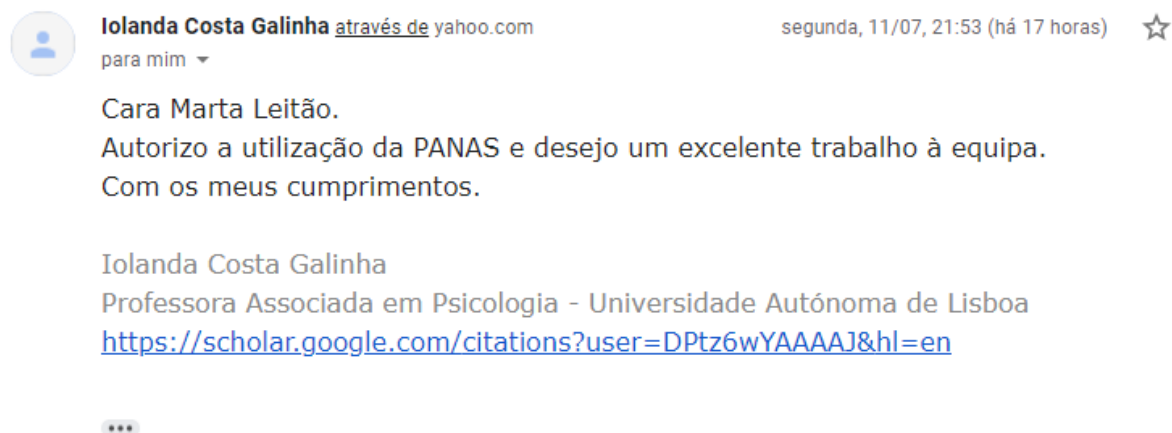 Iolanda Costa Galinha através de yahoo.com segunda, 11/07, 21:53 (há 17 horas)
para mim
Cara Marta Leitão.
Autorizo a utilização da PANAS e desejo um excelente trabalho à equipa.
Com os meus cumprimentos.
Iolanda Costa Galinha
Professora Associada em Psicologia - Universidade Autónoma de Lisboa
https://scholar.google.com/citations?user=DPtz6wYAAAAJ&hl=en